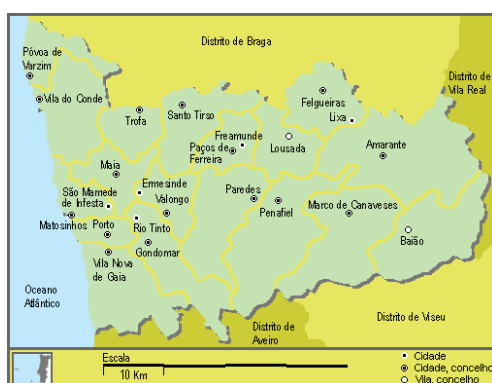 Distrito de Braga
Póvoa de
Varzim
Distrito de
Vila Real
Vila do Conde
Trofa
Santo Tirso
Felgueiras
Lixa
Freamunde
Paços de
Ferreira
Lousada
Amarante
Maia
Ermesinde
São Mamede
de Infesta
Valongo
Paredes
Penafiel
Marco de Canaveses
Matosinhos
Porto
Rio Tinto
Gondomar
Baião
Vila Nova
de Gaia
Oceano
Atlântico
Distrito de
Aveiro
Distrito de Viseu
Escala
10 Km
Cidade
Cidade, concelho
Vila, concelho